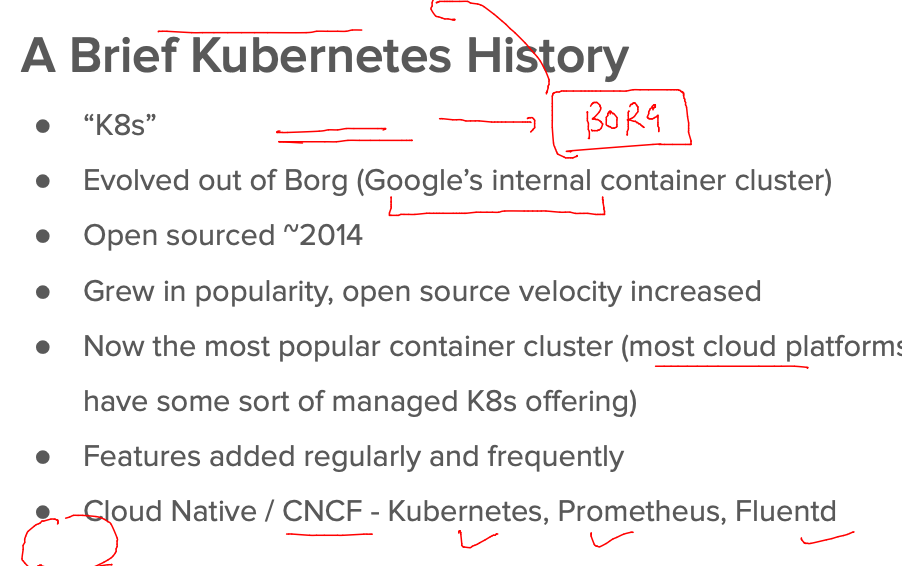 A Brief Kubernetes History
● “K8s”
BORG
● Evolved out of Borg (Google’s internal container cluster)
● Open sourced ~2014
● Grew in popularity, open source velocity increased
● Now the most popular container cluster (most cloud platforms
have some sort of managed K8s offering)
● Features added regularly and frequently
● Cloud Native / CNCF - Kubernetes, Prometheus, Fluentd